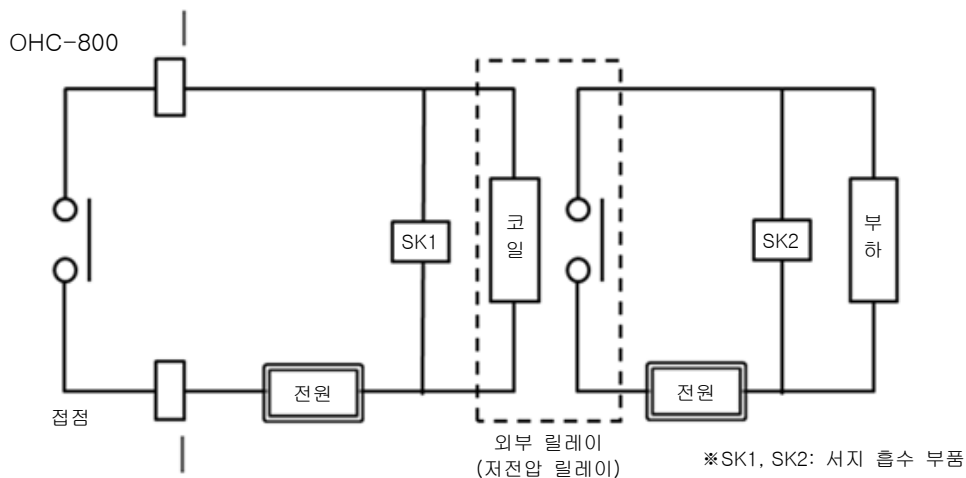 OHC-800
SK1
코
일
SK2
부
하
전원
전원
접점
외부 릴레이
(저전압 릴레이)
※SK1, SK2: 서지 흡수 부품